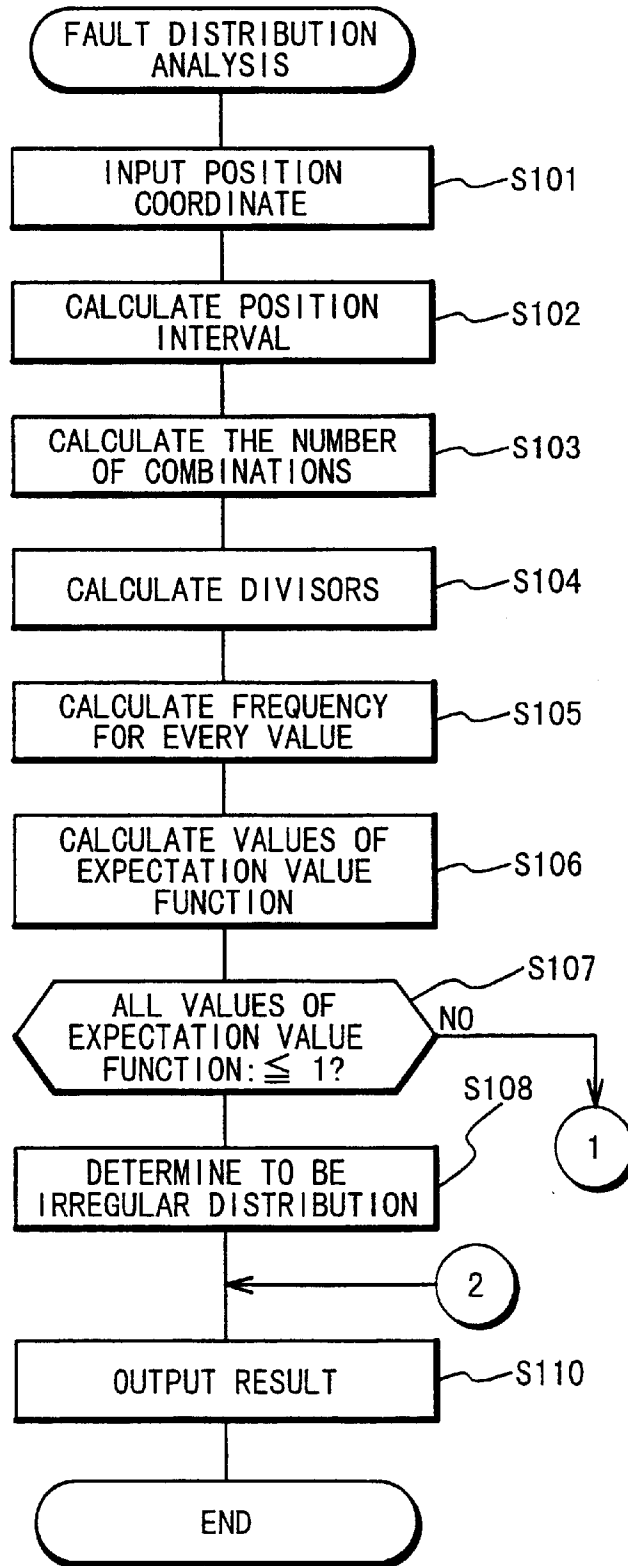 FAULT DISTRIBUTION
ANALYSIS
INPUT POSITION
COORDINATE
S101
CALCULATE POSITION
INTERVAL
S102
CALCULATE THE NUMBER
OF COMBINATIONS
S103
CALCULATE DIVISORS
S104
CALCULATE FREQUENCY
FOR EVERY VALUE
S105
CALCULATE VALUES OF
EXPECTATION VALUE
FUNCTION
S106
S107
ALL VALUES OF
EXPECTATION VALUE
FUNCTION:≦ 1?
NO
1
S108
DETERMINE TO BE
IRREGULAR DISTRIBUTION
2
OUTPUT RESULT
S110
END